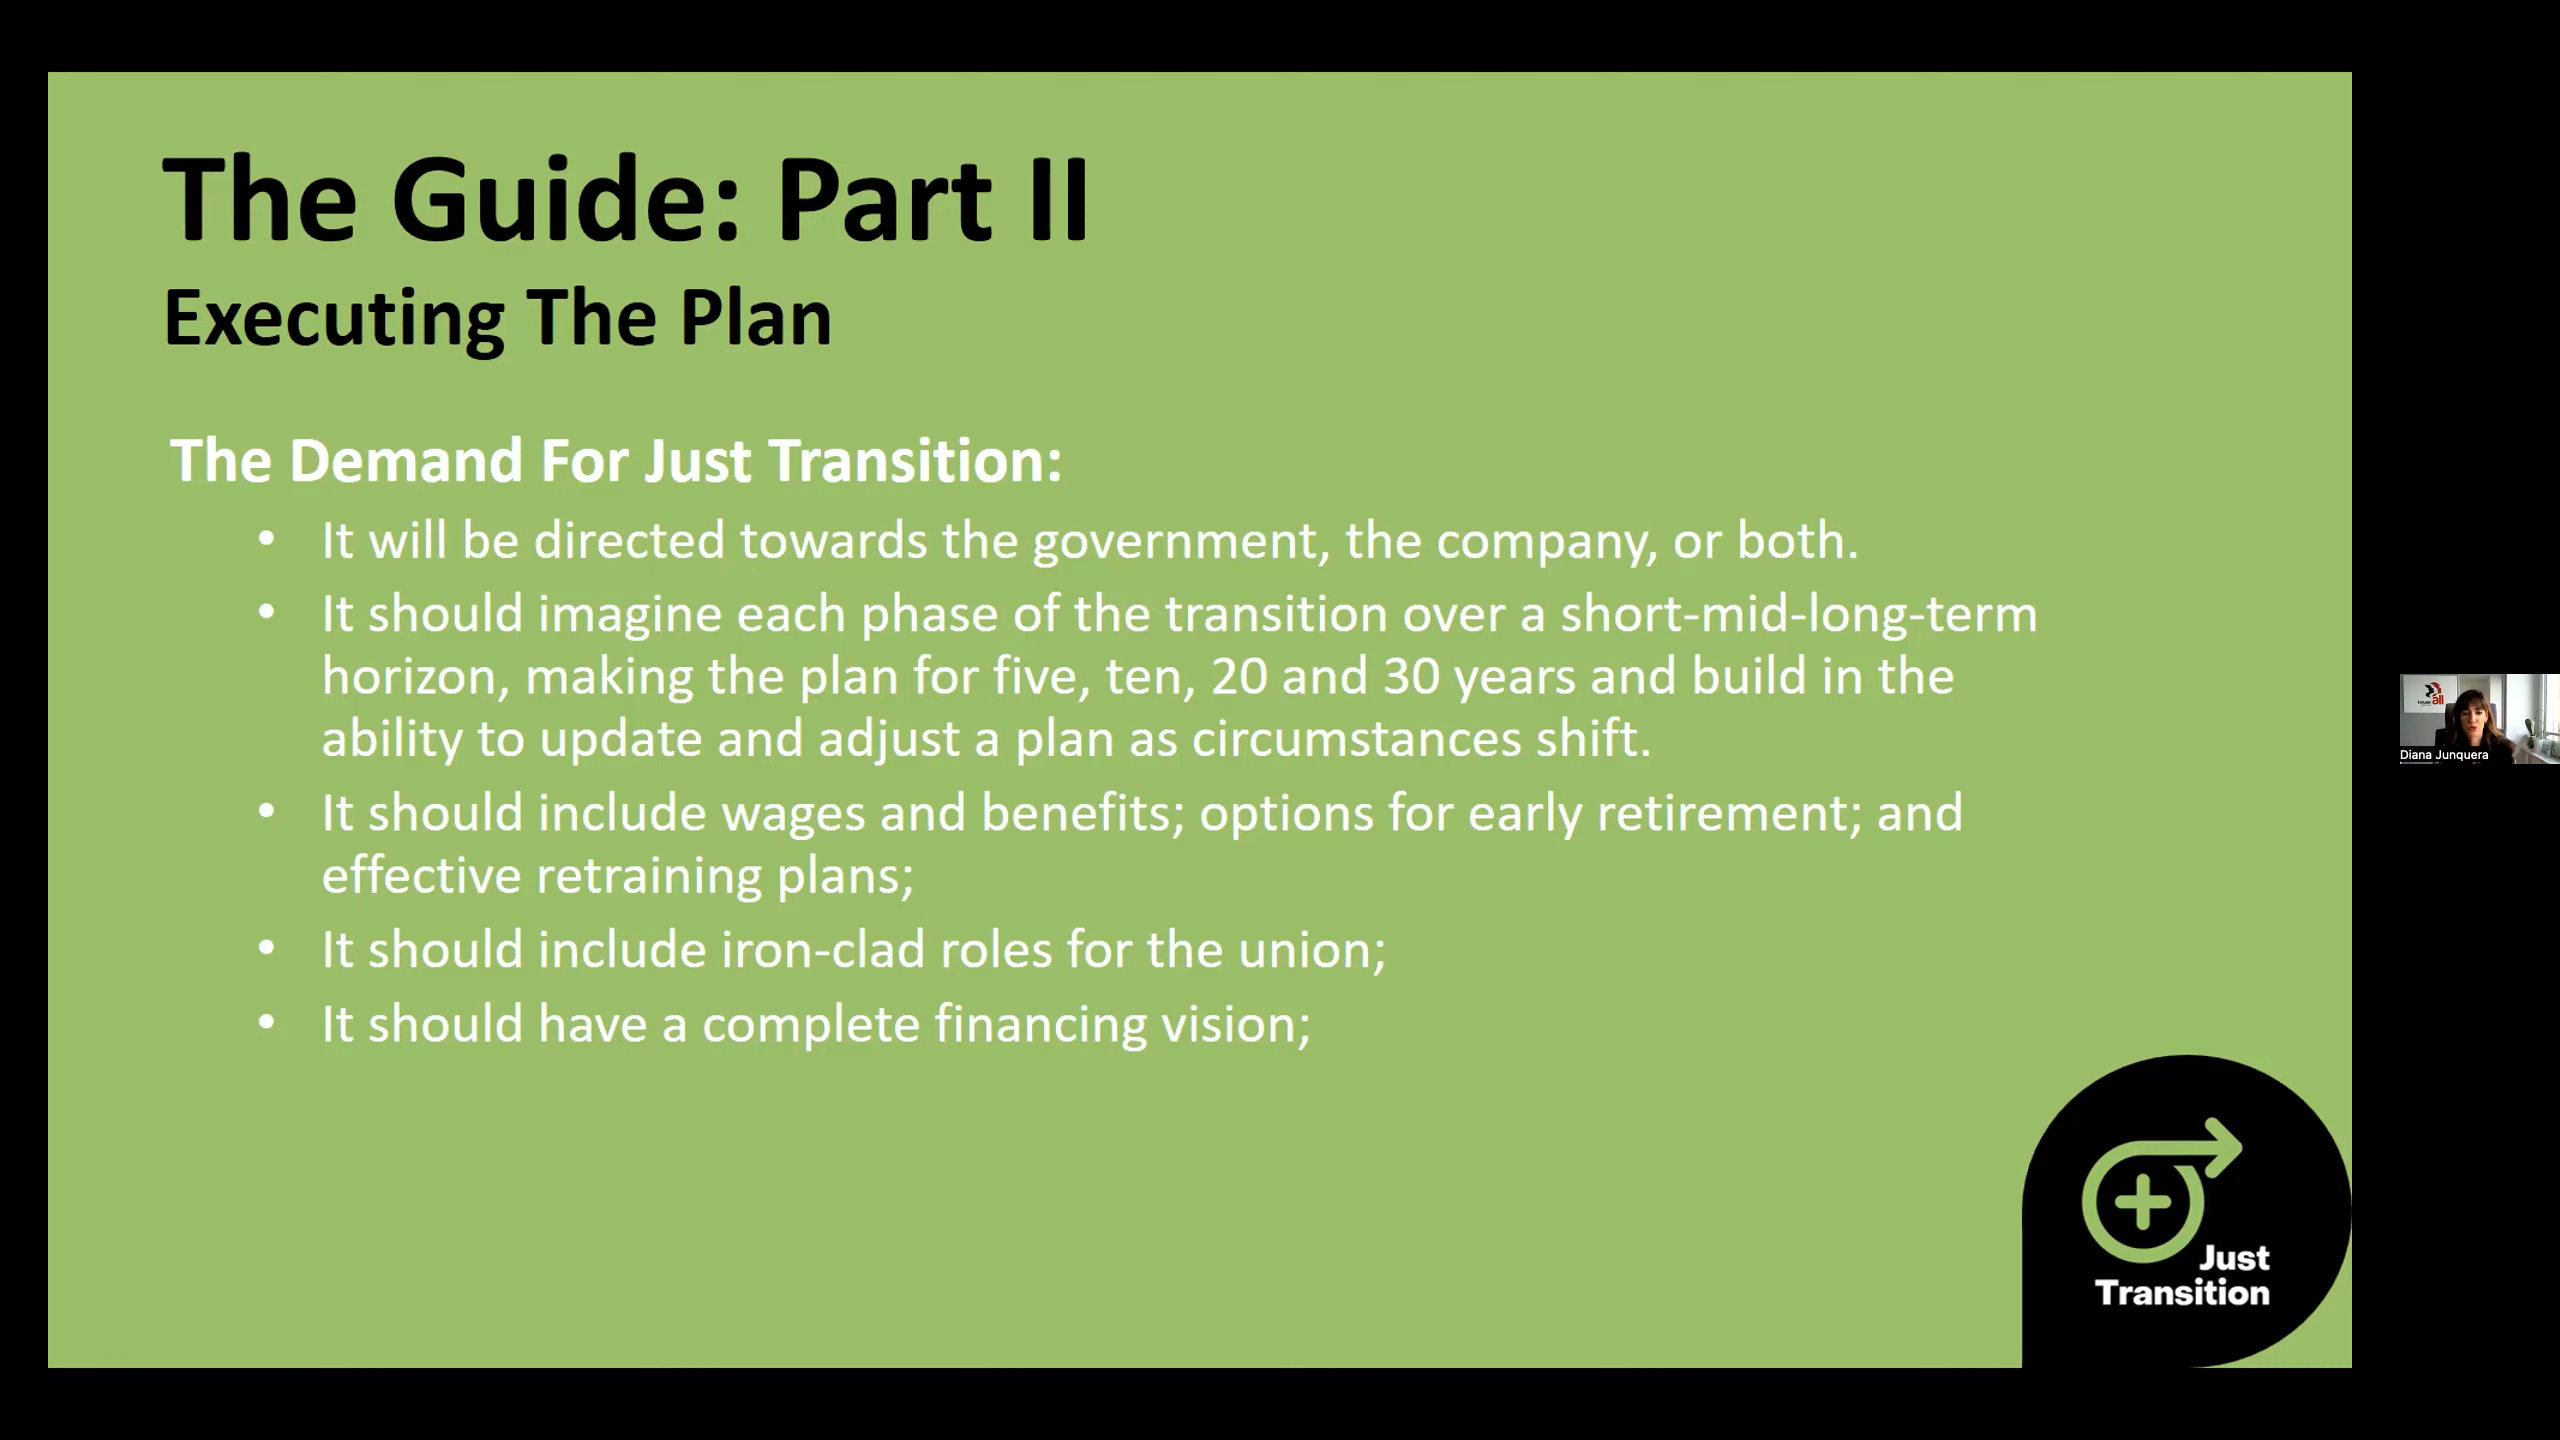 The Guide: Part II
Executing The Plan
The Demand For Just Transition:
• It will be directed towards the government, the company, or both.
• It should imagine each phase of the transition over a short-mid-long-term
horizon, making the plan for five, ten, 20 and 30 years and build in the
ability to update and adjust a plan as circumstances shift.
• It should include wages and benefits; options for early retirement; and
effective retraining plans;
• It should include iron-clad roles for the union;
• It should have a complete financing vision;
Just
Transition
all
Diana Junquera